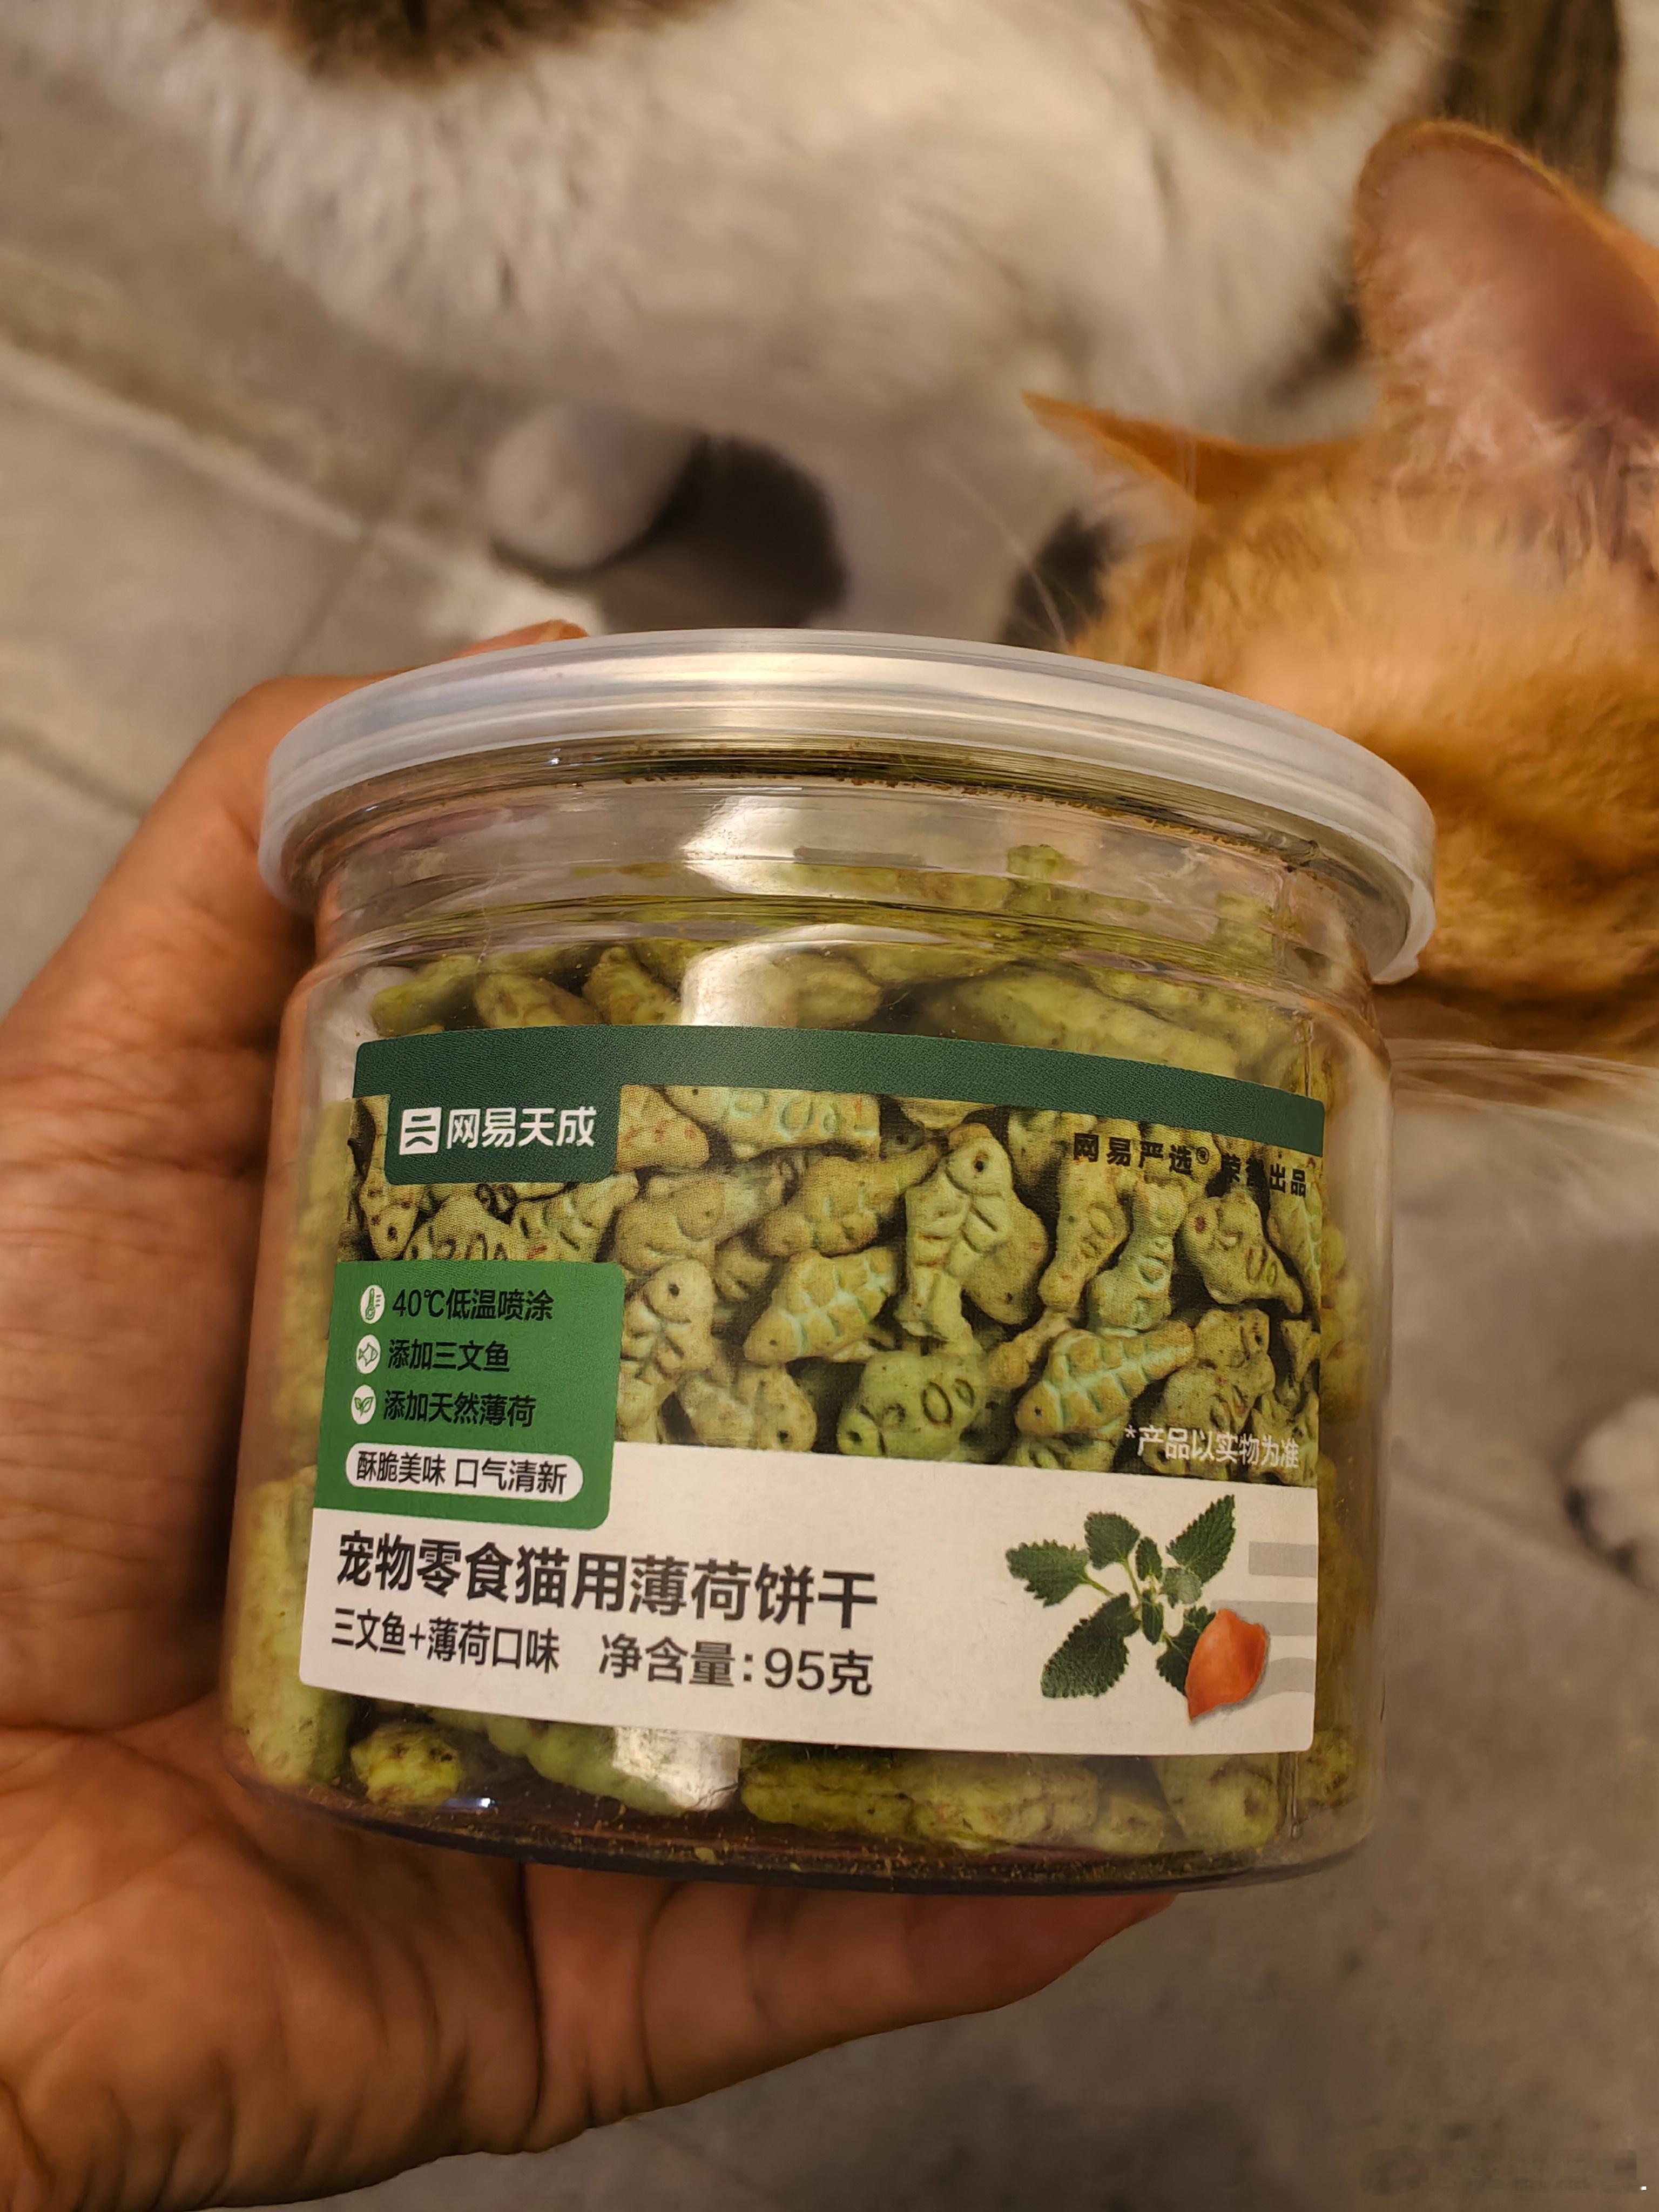 网易天成
网易严选® 荣誉出品
40℃低温喷涂
添加三文鱼
添加天然薄荷
酥脆美味 口气清新
*产品以实物为准
宠物零食猫用薄荷饼干
三文鱼+薄荷口味 净含量:95克